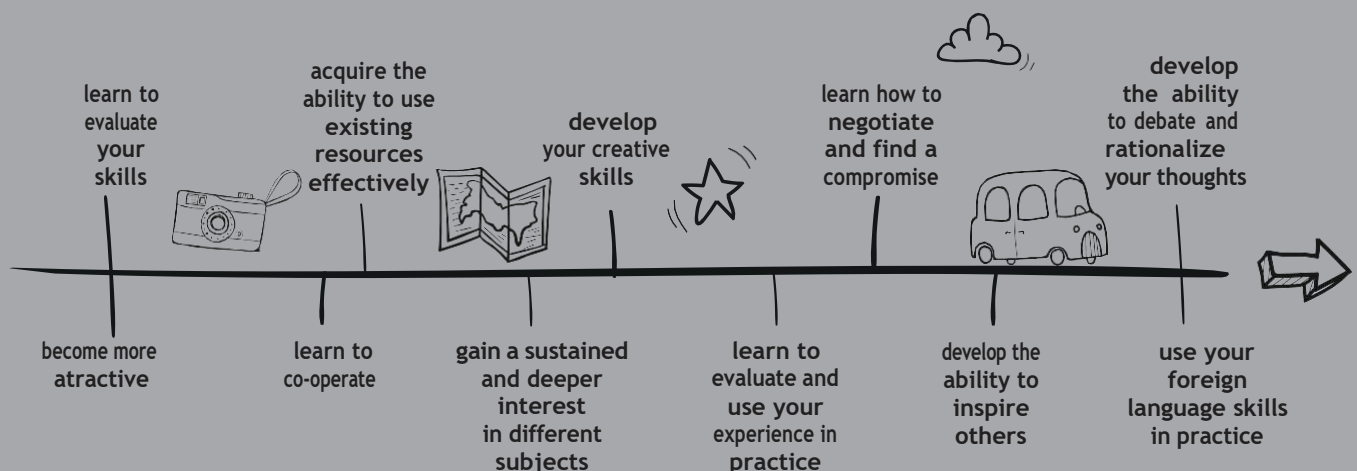 learn to
evaluate
your
skills
acquire the
ability to use
existing
resources
effectively
develop
your creative
skills
learn how to
negotiate
and find a
compromise
develop
the ability
to debate and
rationalize
your thoughts
become more
atractive
learn to
co-operate
gain a sustained
and deeper
interest
in different
subjects
learn to
evaluate and
use your
experience in
practice
develop the
ability to
inspire
others
use your
foreign
language skills
in practice